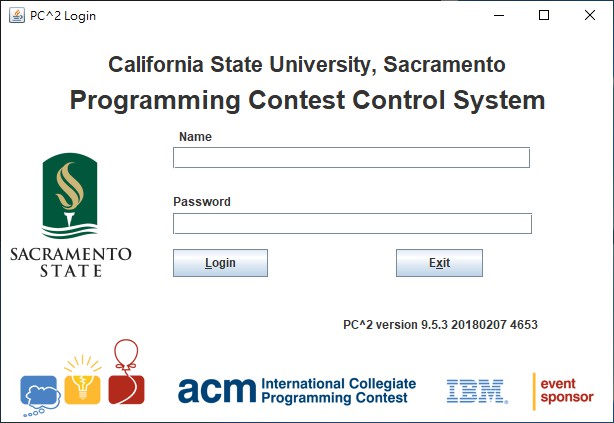 PC^2 Login
California State University, Sacramento
Programming Contest Control System
Name
Password
SACRAMENTO
STATE
Login
Exit
PC^2 version 9.5.3 20180207 4653
acm International Collegiate
Programming Contest
IBM.
event
sponsor